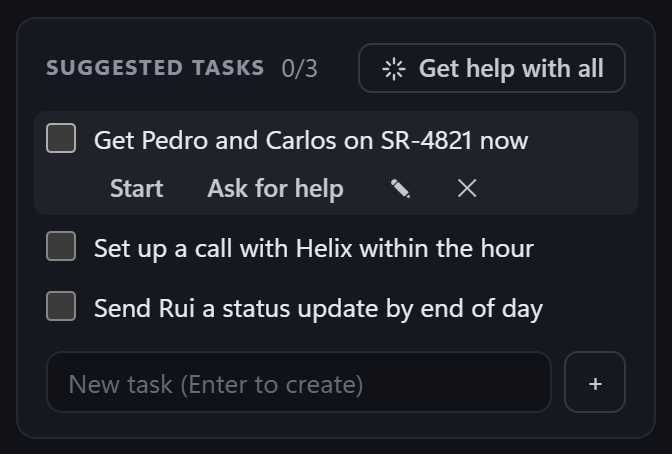 SUGGESTED TASKS 0/3 Get help with all
Get Pedro and Carlos on SR-4821 now
Start Ask for help
Set up a call with Helix within the hour
Send Rui a status update by end of day
New task (Enter to create) +